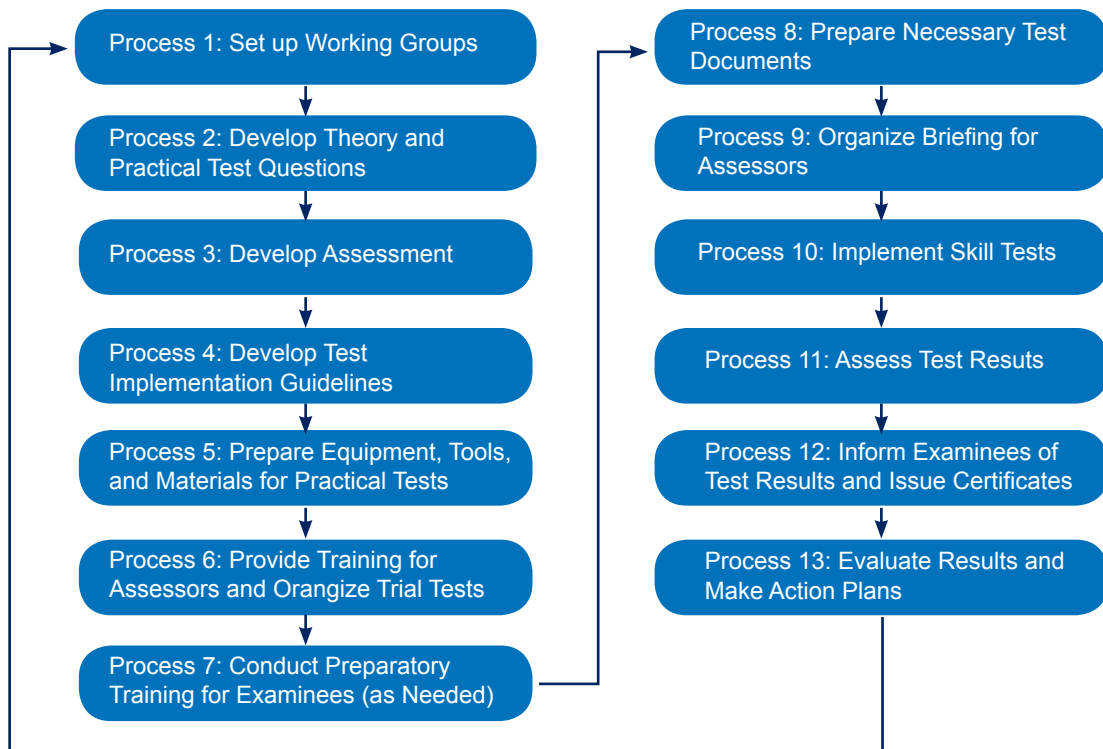 Process 1: Set up Working Groups
Process 2: Develop Theory and
Practical Test Questions
Process 3: Develop Assessment
Process 4: Develop Test
Implementation Guidelines
Process 5: Prepare Equipment, Tools,
and Materials for Practical Tests
Process 6: Provide Training for
Assessors and Orangize Trial Tests
Process 7: Conduct Preparatory
Training for Examinees (as Needed)
Process 8: Prepare Necessary Test
Documents
Process 9: Organize Briefing for
Assessors
Process 10: Implement Skill Tests
Process 11: Assess Test Resuts
Process 12: Inform Examinees of
Test Results and Issue Certificates
Process 13: Evaluate Results and
Make Action Plans